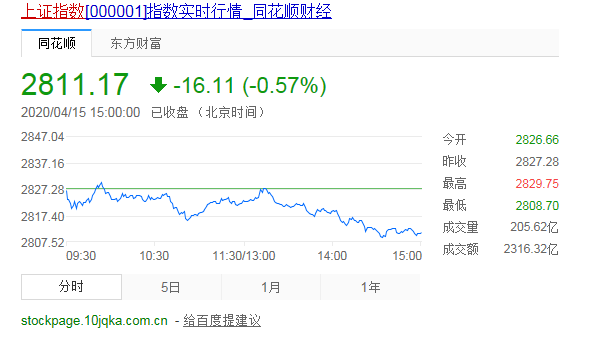 上证指数[000001]指数实时行情_同花顺财经
同花顺 东方财富
2811.17 -16.11 (-0.57%)
2020/04/15 15:00:00 已收盘 (北京时间)
2847.04
2837.16
2827.28
2817.40
2807.52
09:30 10:30 11:30/13:00 14:00 15:00
今开 2826.66
昨收 2827.28
最高 2829.75
最低 2808.70
成交量 205.62亿
成交额 2316.32亿
分时 5日 1月 1年
stockpage.10jqka.com.cn - 给百度提建议